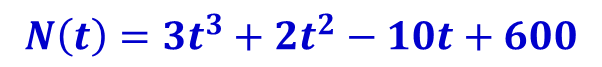 N(t) = 3t³ + 2t² − 10t + 600